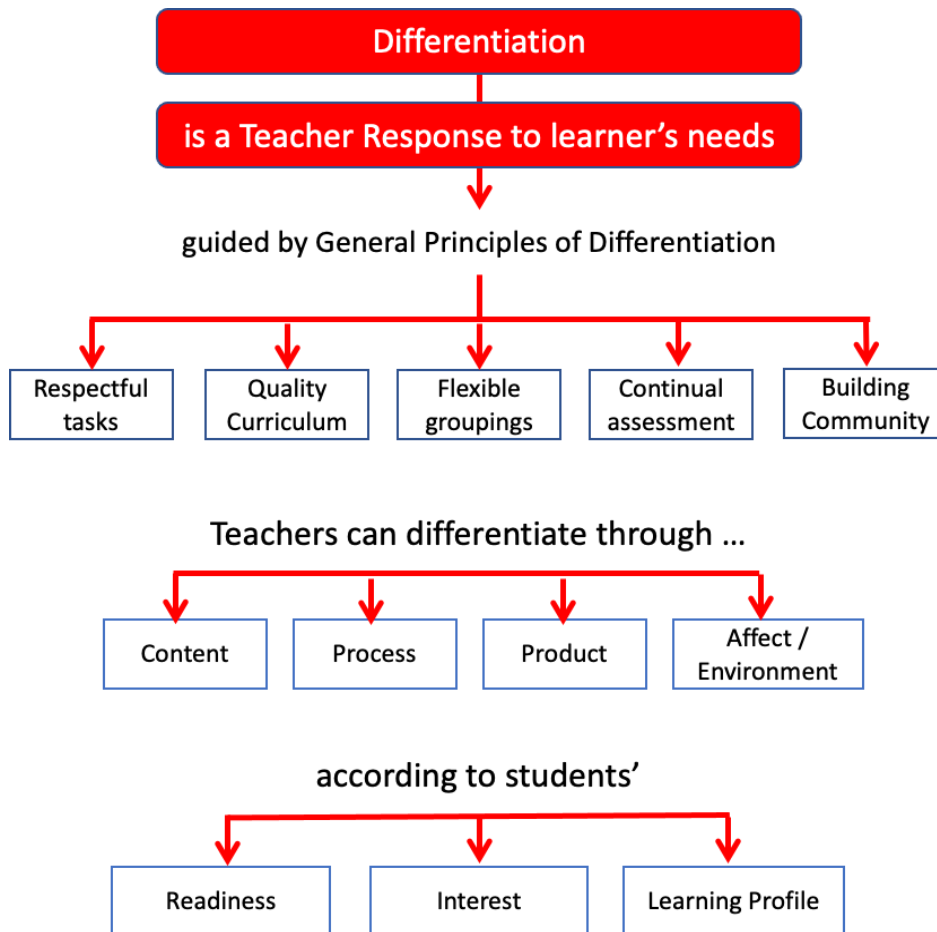 Differentiation
is a Teacher Response to learner’s needs
guided by General Principles of Differentiation
Respectful
tasks
Quality
Curriculum
Flexible
groupings
Continual
assessment
Building
Community
Teachers can differentiate through ...
Content
Process
Product
Affect /
Environment
according to students’
Readiness
Interest
Learning Profile